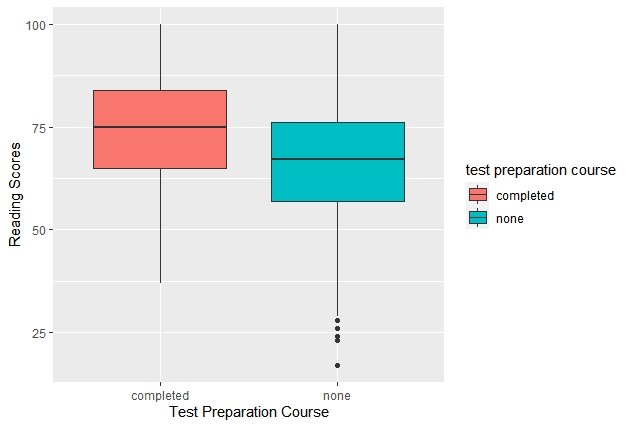 100
75
50
25
Reading Scores
completed
none
Test Preparation Course
test preparation course
completed
none